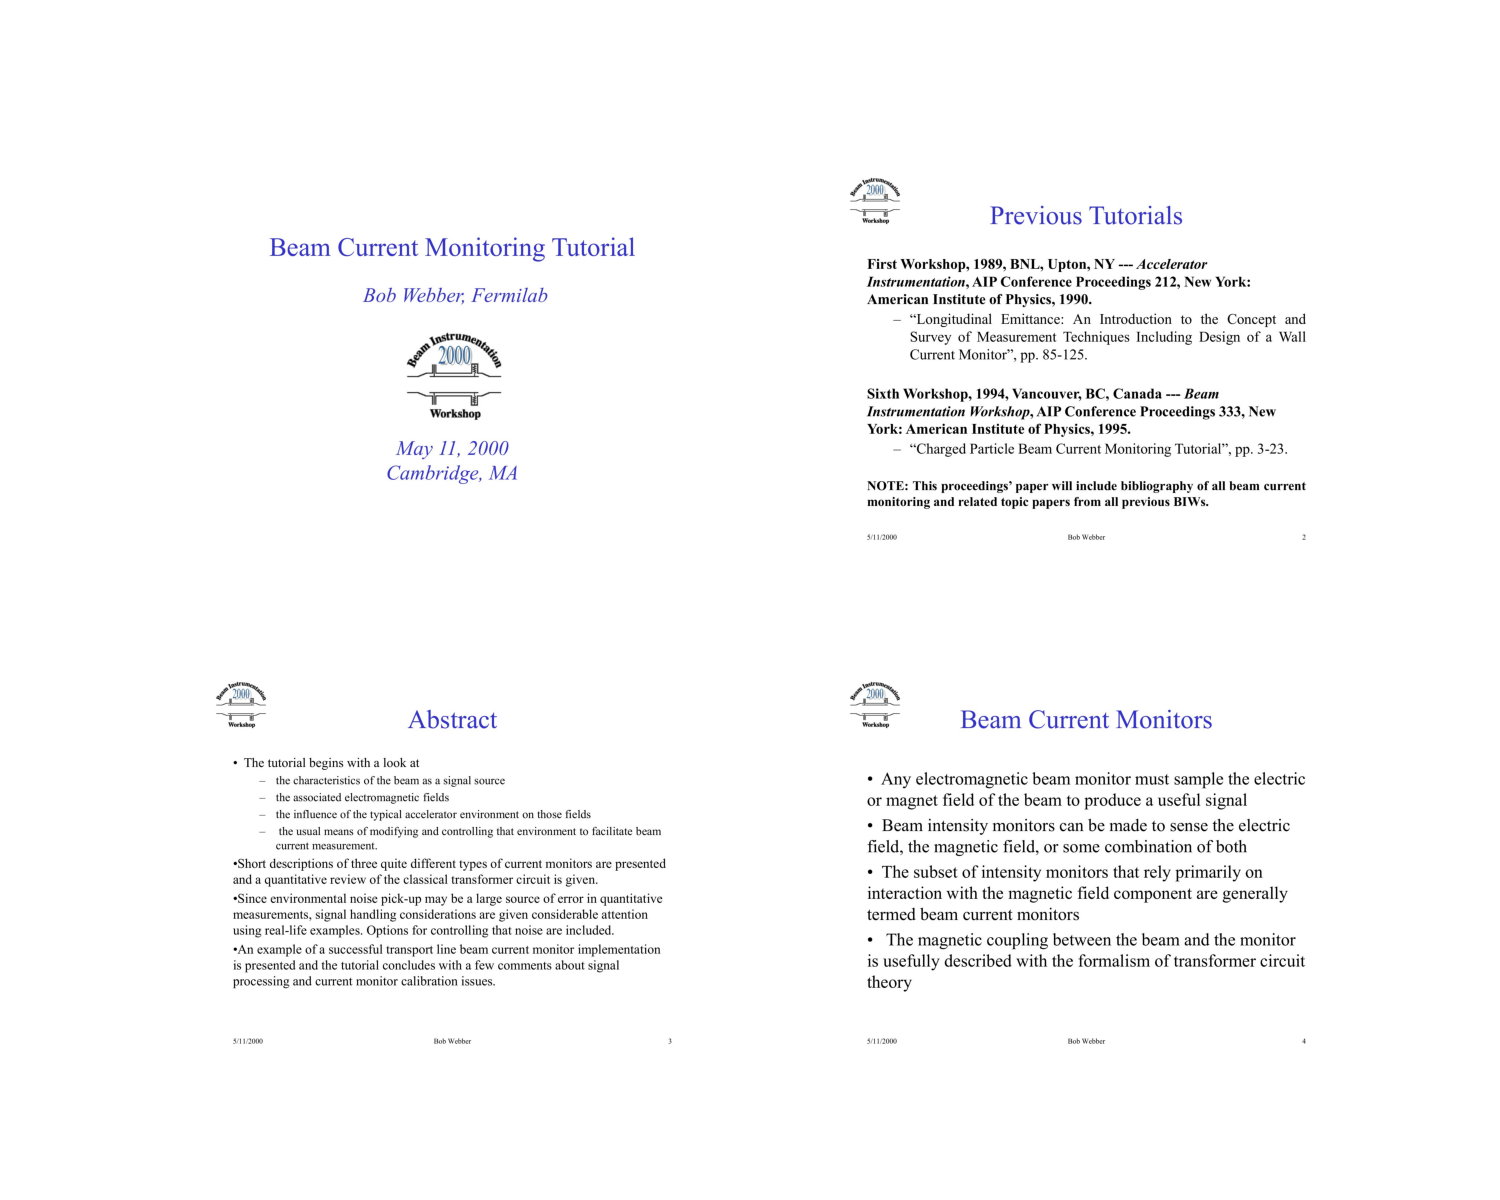 Beam Current Monitoring Tutorial
Bob Webber, Fermilab
Beam Instrumentation
2000
Workshop
May 11, 2000
Cambridge, MA
Beam Instrumentation
2000
Workshop
Previous Tutorials
First Workshop, 1989, BNL, Upton, NY --- Accelerator
Instrumentation, AIP Conference Proceedings 212, New York:
American Institute of Physics, 1990.
– “Longitudinal Emittance: An Introduction to the Concept and
Survey of Measurement Techniques Including Design of a Wall
Current Monitor”, pp. 85-125.
Sixth Workshop, 1994, Vancouver, BC, Canada --- Beam
Instrumentation Workshop, AIP Conference Proceedings 333, New
York: American Institute of Physics, 1995.
– “Charged Particle Beam Current Monitoring Tutorial”, pp. 3-23.
NOTE: This proceedings’ paper will include bibliography of all beam current
monitoring and related topic papers from all previous BIWs.
5/11/2000 Bob Webber 2
Beam Instrumentation
2000
Workshop
Abstract
• The tutorial begins with a look at
– the characteristics of the beam as a signal source
– the associated electromagnetic fields
– the influence of the typical accelerator environment on those fields
– the usual means of modifying and controlling that environment to facilitate beam
current measurement.
•Short descriptions of three quite different types of current monitors are presented
and a quantitative review of the classical transformer circuit is given.
•Since environmental noise pick-up may be a large source of error in quantitative
measurements, signal handling considerations are given considerable attention
using real-life examples. Options for controlling that noise are included.
•An example of a successful transport line beam current monitor implementation
is presented and the tutorial concludes with a few comments about signal
processing and current monitor calibration issues.
5/11/2000 Bob Webber 3
Beam Instrumentation
2000
Workshop
Beam Current Monitors
• Any electromagnetic beam monitor must sample the electric
or magnet field of the beam to produce a useful signal
• Beam intensity monitors can be made to sense the electric
field, the magnetic field, or some combination of both
• The subset of intensity monitors that rely primarily on
interaction with the magnetic field component are generally
termed beam current monitors
• The magnetic coupling between the beam and the monitor
is usefully described with the formalism of transformer circuit
theory
5/11/2000 Bob Webber 4